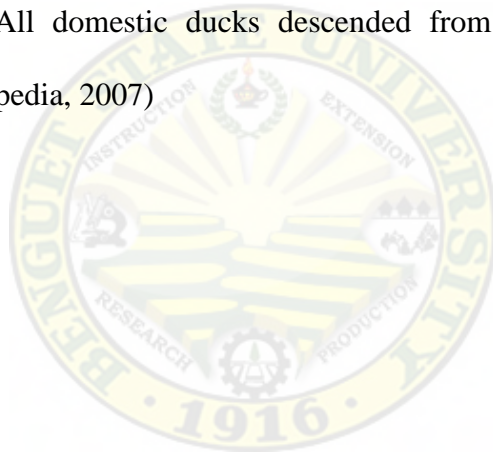 All domestic ducks descended from
pedia, 2007)
BENGUET STATE UNIVERSITY
INSTRUCTION
EXTENSION
RESEARCH
PRODUCTION
· 1916 ·